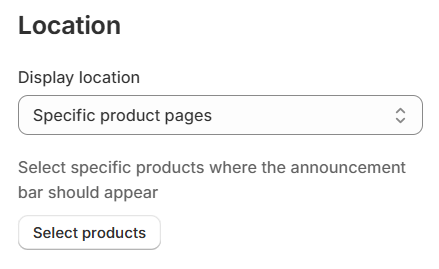 Location
Display location
Specific product pages
Select specific products where the announcement
bar should appear
Select products